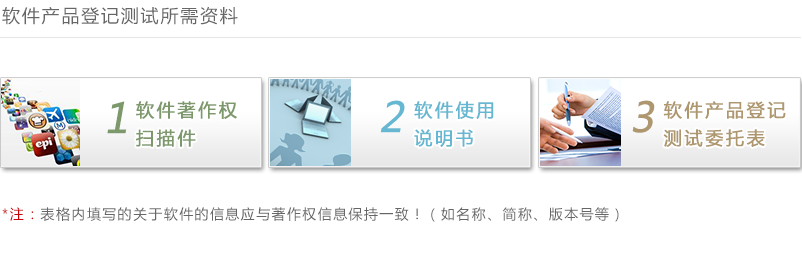 软件产品登记测试所需资料
epi
M
1 软件著作权
扫描件
2 软件使用
说明书
3 软件产品登记
测试委托表
*注：表格内填写的关于软件的信息应与著作权信息保持一致！（如名称、简称、版本号等）